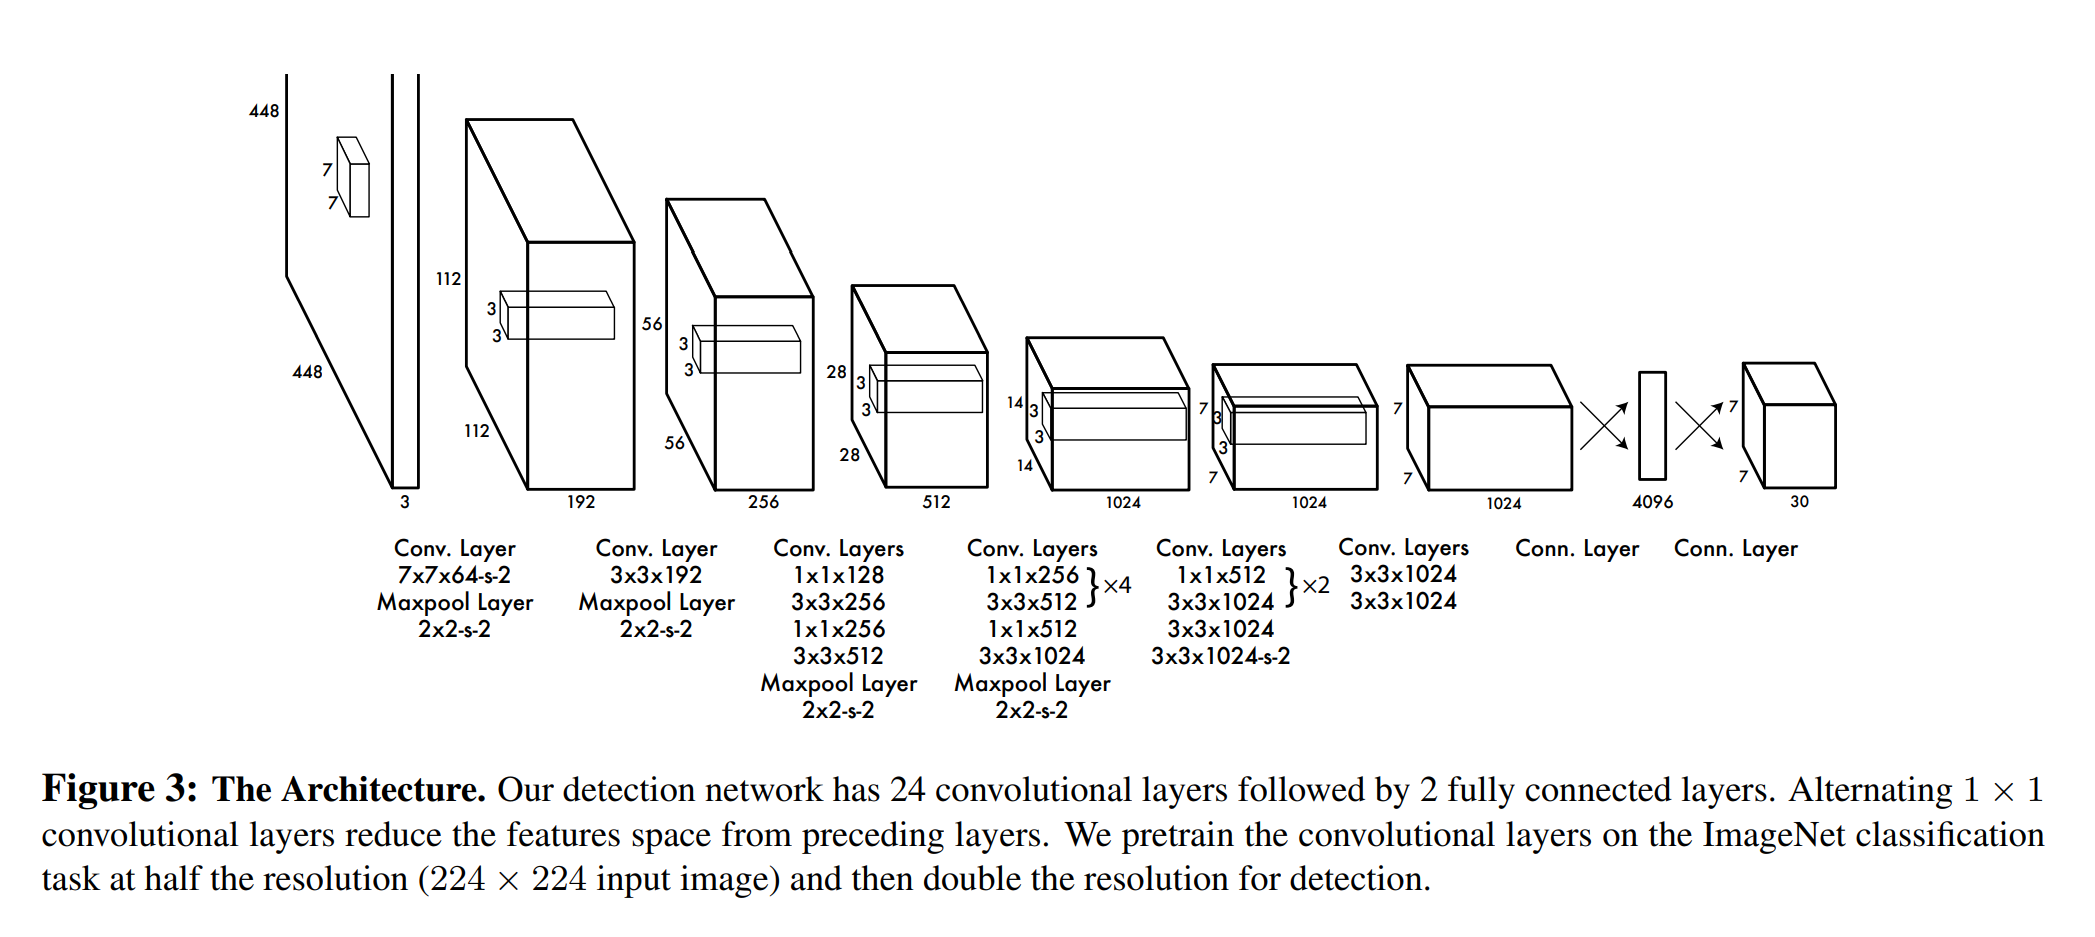 448
7
7
448
3
112
3
3
112
192
56
3
3
56
256
28
3
3
28
512
14
3
3
14
1024
7
3
3
7
1024
7
7
1024
4096
7
7
30
Conv. Layer
7x7x64-s-2
Maxpool Layer
2x2-s-2
Conv. Layer
3x3x192
Maxpool Layer
2x2-s-2
Conv. Layers
1x1x128
3x3x256
1x1x256
3x3x512
Maxpool Layer
2x2-s-2
Conv. Layers
1x1x256
3x3x512
} ×4
1x1x512
3x3x1024
Maxpool Layer
2x2-s-2
Conv. Layers
1x1x512
3x3x1024
} ×2
3x3x1024
3x3x1024-s-2
Conv. Layers
3x3x1024
3x3x1024
Conn. Layer
Conn. Layer
Figure 3: The Architecture. Our detection network has 24 convolutional layers followed by 2 fully connected layers. Alternating 1 × 1
convolutional layers reduce the features space from preceding layers. We pretrain the convolutional layers on the ImageNet classification
task at half the resolution (224 × 224 input image) and then double the resolution for detection.